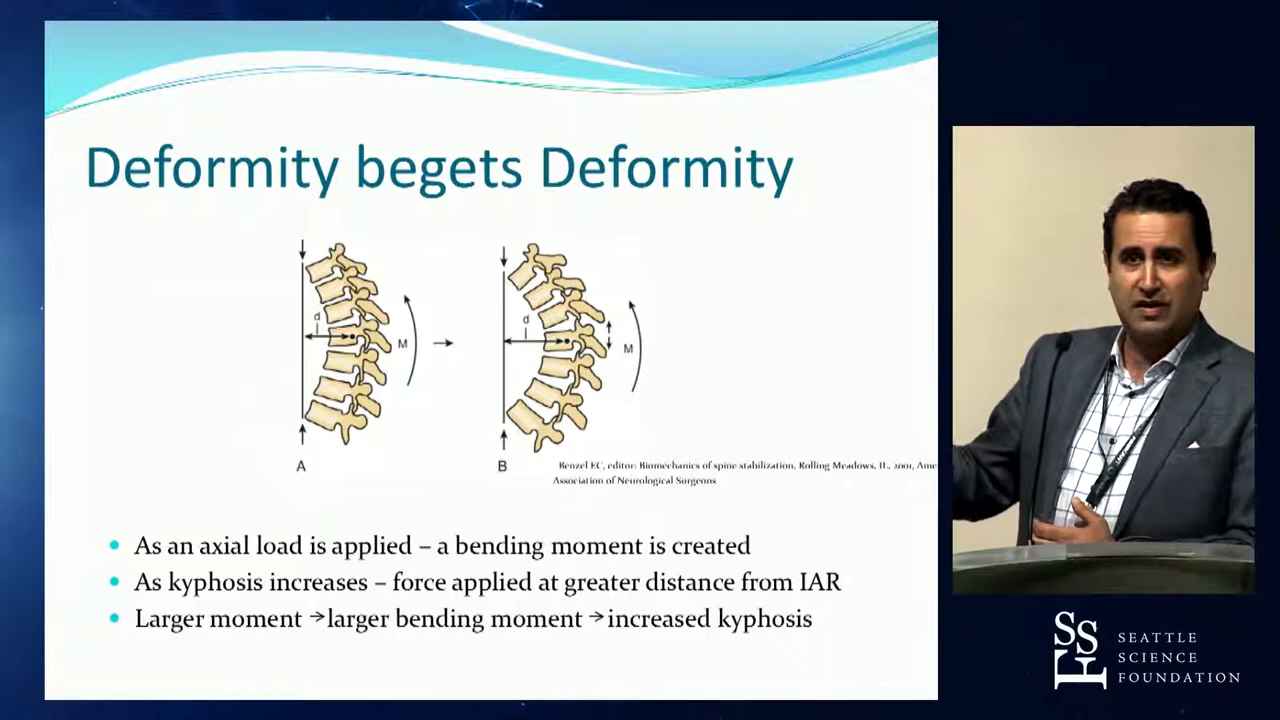 Deformity begets Deformity
d
M
d
M
A
B
Benzel EC, editor: Biomechanics of spine stabilization, Rolling Meadows, IL, 2001, Ame
Association of Neurological Surgeons
• As an axial load is applied – a bending moment is created
• As kyphosis increases – force applied at greater distance from IAR
• Larger moment →larger bending moment →increased kyphosis
SSF
SEATTLE
SCIENCE
FOUNDATION